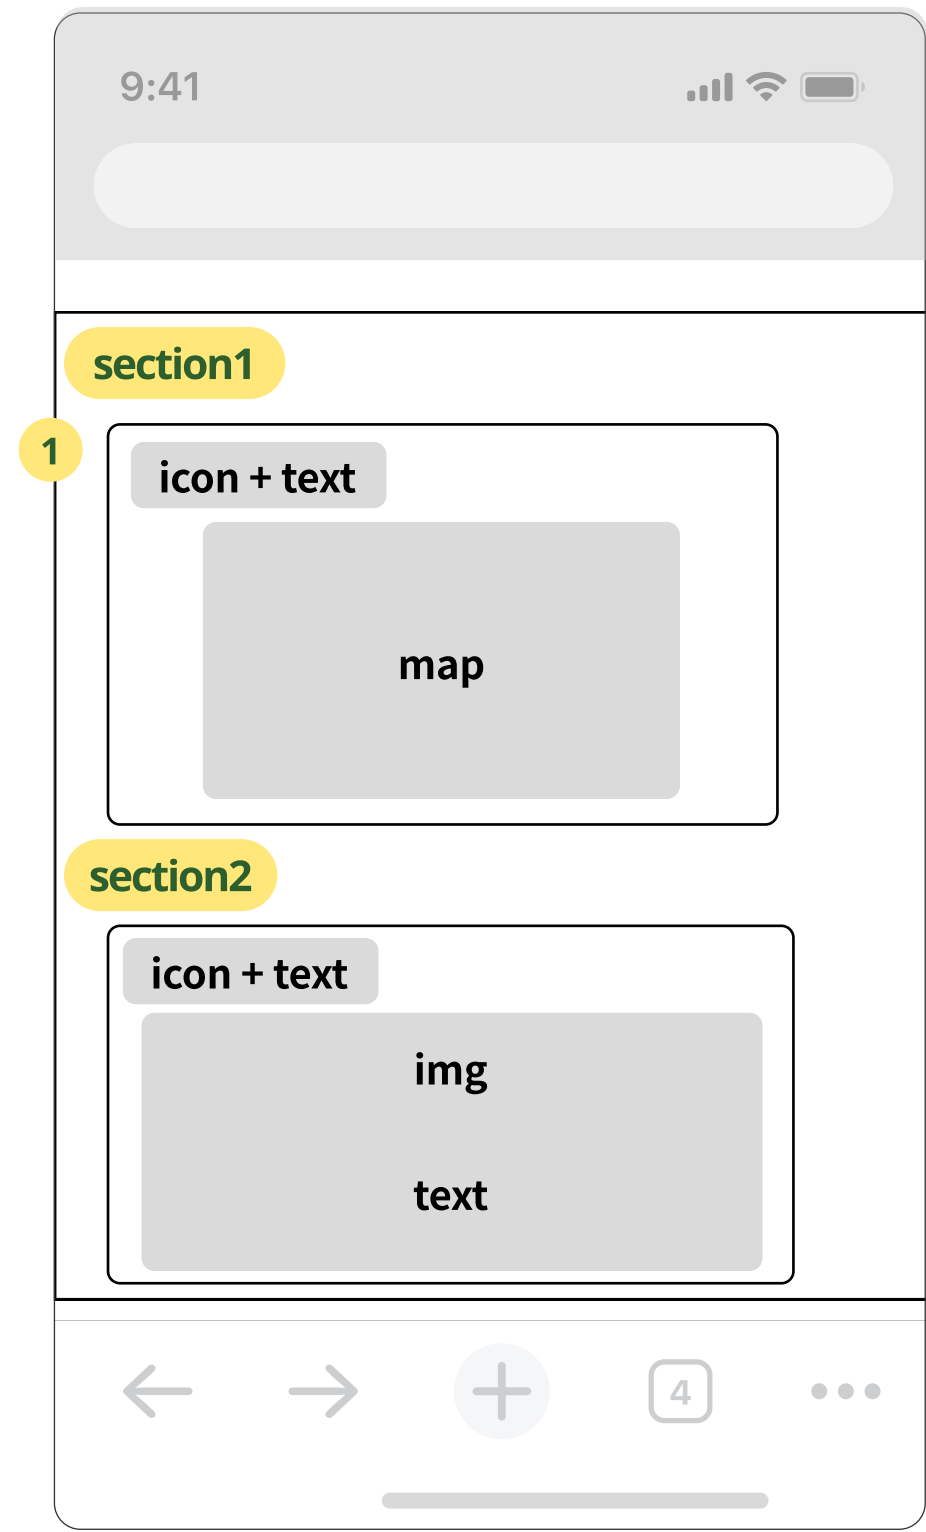 9:41
section1
1
icon + text
map
section2
icon + text
img
text
4